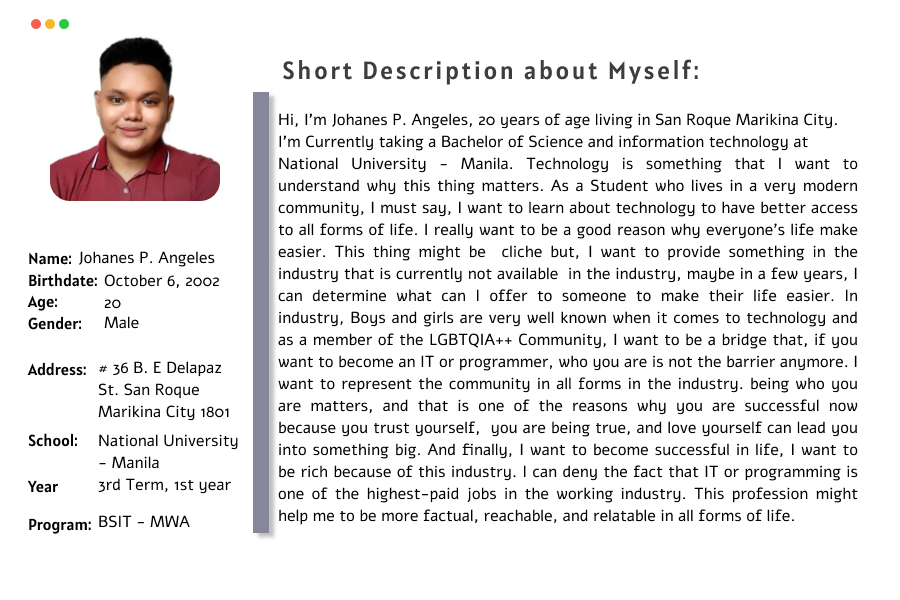 Short Description about Myself:
Hi, I'm Johanes P. Angeles, 20 years of age living in San Roque Marikina City.
I'm Currently taking a Bachelor of Science and information technology at
National University - Manila. Technology is something that I want to
understand why this thing matters. As a Student who lives in a very modern
community, I must say, I want to learn about technology to have better access
to all forms of life. I really want to be a good reason why everyone's life make
easier. This thing might be cliche but, I want to provide something in the
industry that is currently not available in the industry, maybe in a few years, I
can determine what can I offer to someone to make their life easier. In
industry, Boys and girls are very well known when it comes to technology and
as a member of the LGBTQIA++ Community, I want to be a bridge that, if you
want to become an IT or programmer, who you are is not the barrier anymore. I
want to represent the community in all forms in the industry. being who you
are matters, and that is one of the reasons why you are successful now
because you trust yourself, you are being true, and love yourself can lead you
into something big. And finally, I want to become successful in life, I want to
be rich because of this industry. I can deny the fact that IT or programming is
one of the highest-paid jobs in the working industry. This profession might
help me to be more factual, reachable, and relatable in all forms of life.
Name: Johanes P. Angeles
Birthdate: October 6, 2002
Age: 20
Gender: Male
Address: # 36 B. E Delapaz
St. San Roque
Marikina City 1801
School: National University
- Manila
Year 3rd Term, 1st year
Program: BSIT - MWA